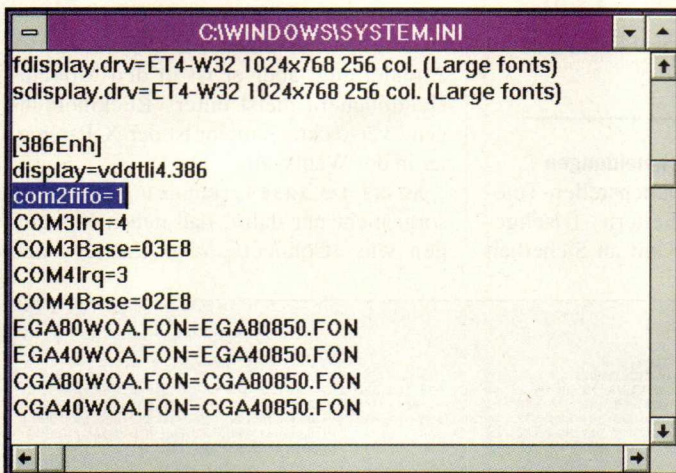 C:\WINDOWS\SYSTEM.INI
fdisplay.drv=ET4-W32 1024x768 256 col. (Large fonts)
sdisplay.drv=ET4-W32 1024x768 256 col. (Large fonts)
[386Enh]
display=vddtli4.386
com2fifo=1
COM3Irq=4
COM3Base=03E8
COM4Irq=3
COM4Base=02E8
EGA80WOA.FON=EGA80850.FON
EGA40WOA.FON=EGA40850.FON
CGA80WOA.FON=CGA80850.FON
CGA40WOA.FON=CGA40850.FON